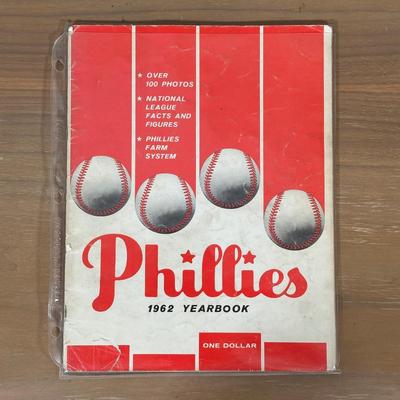 ★ OVER
100 PHOTOS
★ NATIONAL
LEAGUE
FACTS AND
FIGURES
★ PHILLIES
FARM
SYSTEM
Phillies
1962 YEARBOOK
ONE DOLLAR